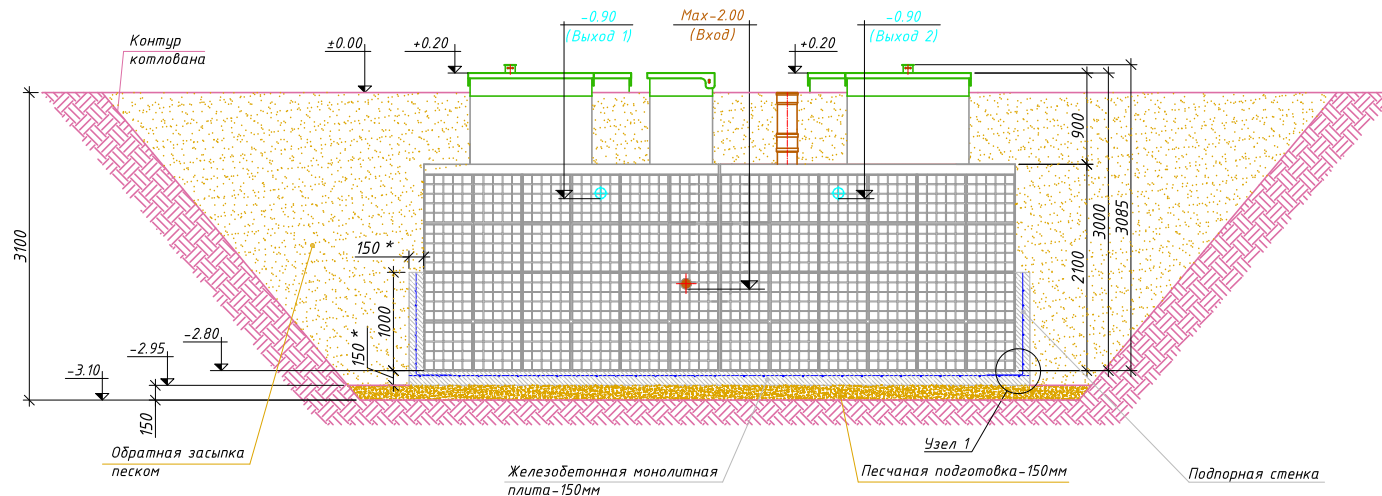 Контур
котлована
±0.00
+0.20
-0.90
(Выход 1)
Max-2.00
(Вход)
+0.20
-0.90
(Выход 2)
3100
900
3000
3085
2100
150 *
1000
150 *
-2.80
-2.95
-3.10
150
Обратная засыпка
песком
Железобетонная монолитная
плита-150мм
Песчаная подготовка-150мм
Узел 1
Подпорная стенка